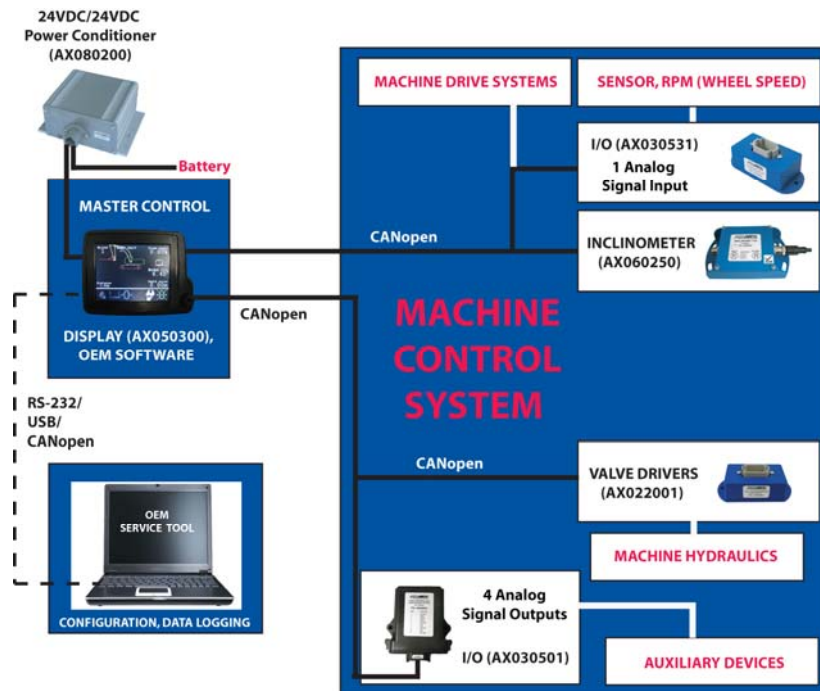 24VDC/24VDC
Power Conditioner
(AX080200)
Battery
MASTER CONTROL
DISPLAY (AX050300),
OEM SOFTWARE
RS-232/
USB/
CANopen
OEM
SERVICE TOOL
CONFIGURATION, DATA LOGGING
CANopen
CANopen
MACHINE DRIVE SYSTEMS
SENSOR, RPM (WHEEL SPEED)
I/O (AX030531)
1 Analog
Signal Input
INCLINOMETER
(AX060250)
MACHINE
CONTROL
SYSTEM
CANopen
VALVE DRIVERS
(AX022001)
MACHINE HYDRAULICS
4 Analog
Signal Outputs
I/O (AX030501)
AUXILIARY DEVICES